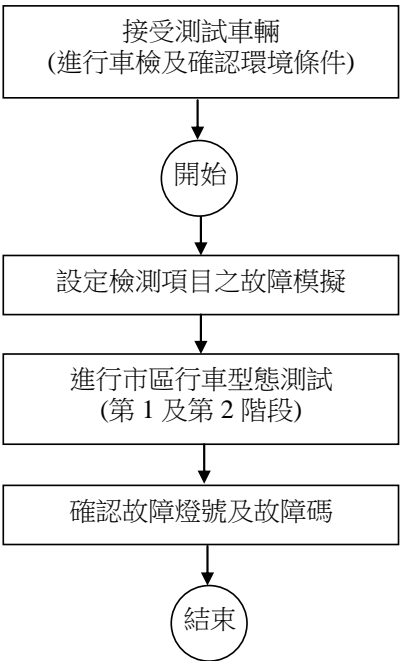 接受測試車輛
(進行車檢及確認環境條件)
開始
設定檢測項目之故障模擬
進行市區行車型態測試
(第 1 及第 2 階段)
確認故障燈號及故障碼
結束